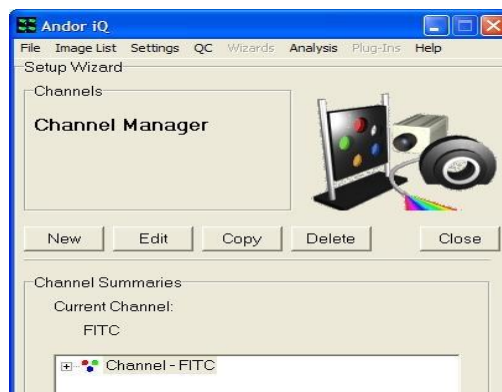 Andor iQ
File Image List Settings QC Wizards Analysis Plug-Ins Help
Setup Wizard
Channels
Channel Manager
New Edit Copy Delete Close
Channel Summaries
Current Channel:
FITC
Channel - FITC